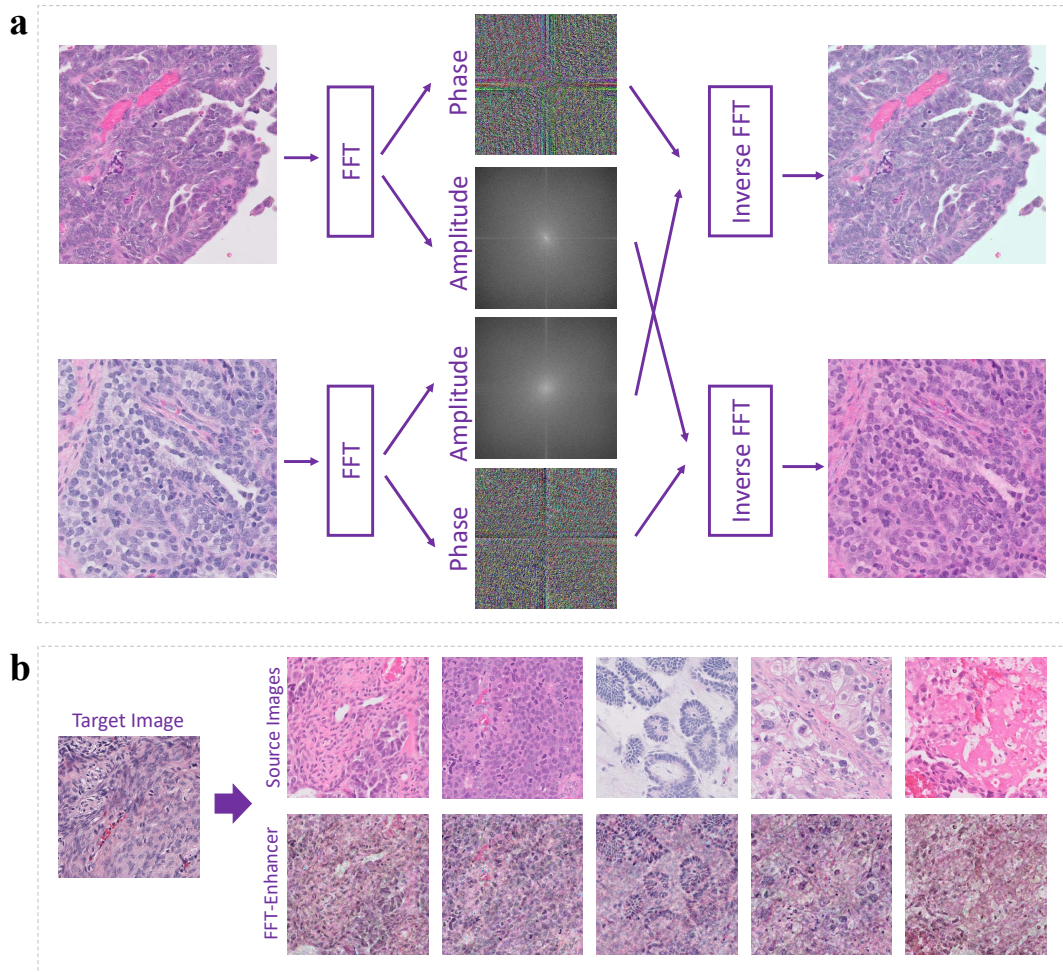 a
FFT
Phase
Amplitude
Inverse FFT
FFT
Amplitude
Phase
Inverse FFT
b
Target Image
Source Images
FFT-Enhancer